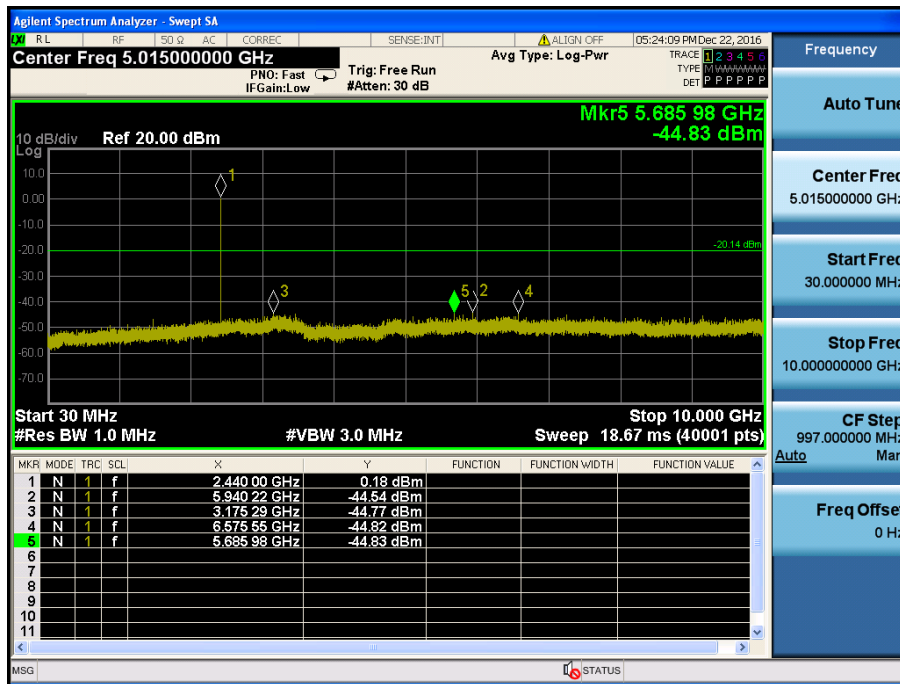 Agilent Spectrum Analyzer - Swept SA
LXI RL RF 50 Ω AC CORREC SENSE:INT ALIGN OFF 05:24:09 PM Dec 22, 2016
Center Freq 5.015000000 GHz
PNO: Fast Trig: Free Run Avg Type: Log-Pwr TRACE 1 2 3 4 5 6
IFGain:Low #Atten: 30 dB TYPE MWWWWW
DET P P P P P P
Mkr5 5.685 98 GHz
-44.83 dBm
10 dB/div Ref 20.00 dBm
Log
10.0
0.00
-10.0
-20.0
-30.0
-40.0
-50.0
-60.0
-70.0
1
-20.14 dBm
3
5 2 4
Start 30 MHz Stop 10.000 GHz
#Res BW 1.0 MHz #VBW 3.0 MHz Sweep 18.67 ms (40001 pts)
MKR MODE TRC SCL X Y FUNCTION FUNCTION WIDTH FUNCTION VALUE
1 N 1 f 2.440 00 GHz 0.18 dBm
2 N 1 f 5.940 22 GHz -44.54 dBm
3 N 1 f 3.175 29 GHz -44.77 dBm
4 N 1 f 6.575 55 GHz -44.82 dBm
5 N 1 f 5.685 98 GHz -44.83 dBm
6
7
8
9
10
11
MSG STATUS
Frequency
Auto Tune
Center Freq
5.015000000 GHz
Start Freq
30.000000 MHz
Stop Freq
10.000000000 GHz
CF Step
997.000000 MHz
Auto Man
Freq Offset
0 Hz